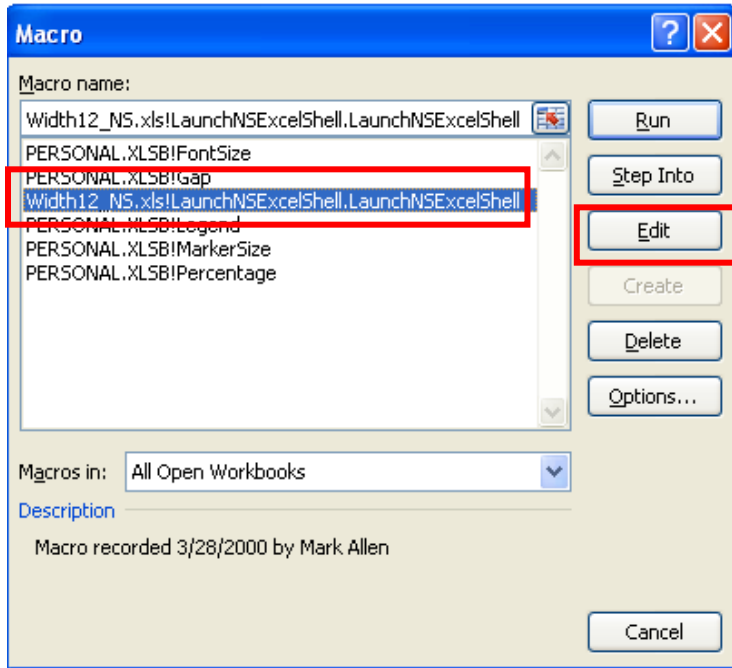 Macro
Macro name:
Width12_NS.xls!LaunchNSExcelShell.LaunchNSExcelShell
Run
PERSONAL.XLSB!FontSize
PERSONAL.XLSB!Gap
Step Into
Width12_NS.xls!LaunchNSExcelShell.LaunchNSExcelShell
PERSONAL.XLSB!Legend
Edit
PERSONAL.XLSB!MarkerSize
PERSONAL.XLSB!Percentage
Create
Delete
Options...
Macros in: All Open Workbooks
Description
Macro recorded 3/28/2000 by Mark Allen
Cancel